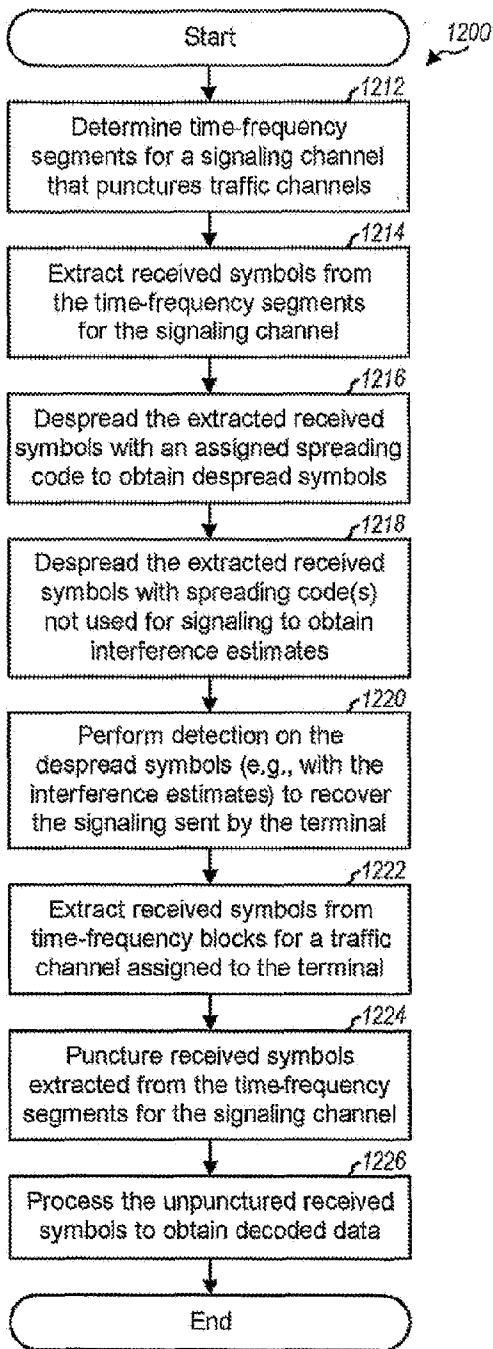 Start
1200
1212
Determine time-frequency
segments for a signaling channel
that punctures traffic channels
1214
Extract received symbols from
the time-frequency segments
for the signaling channel
1216
Despread the extracted received
symbols with an assigned spreading
code to obtain despread symbols
1218
Despread the extracted received
symbols with spreading code(s)
not used for signaling to obtain
interference estimates
1220
Perform detection on the
despread symbols (e.g., with the
interference estimates) to recover
the signaling sent by the terminal
1222
Extract received symbols from
time-frequency blocks for a traffic
channel assigned to the terminal
1224
Puncture received symbols
extracted from the time-frequency
segments for the signaling channel
1226
Process the unpunctured received
symbols to obtain decoded data
End